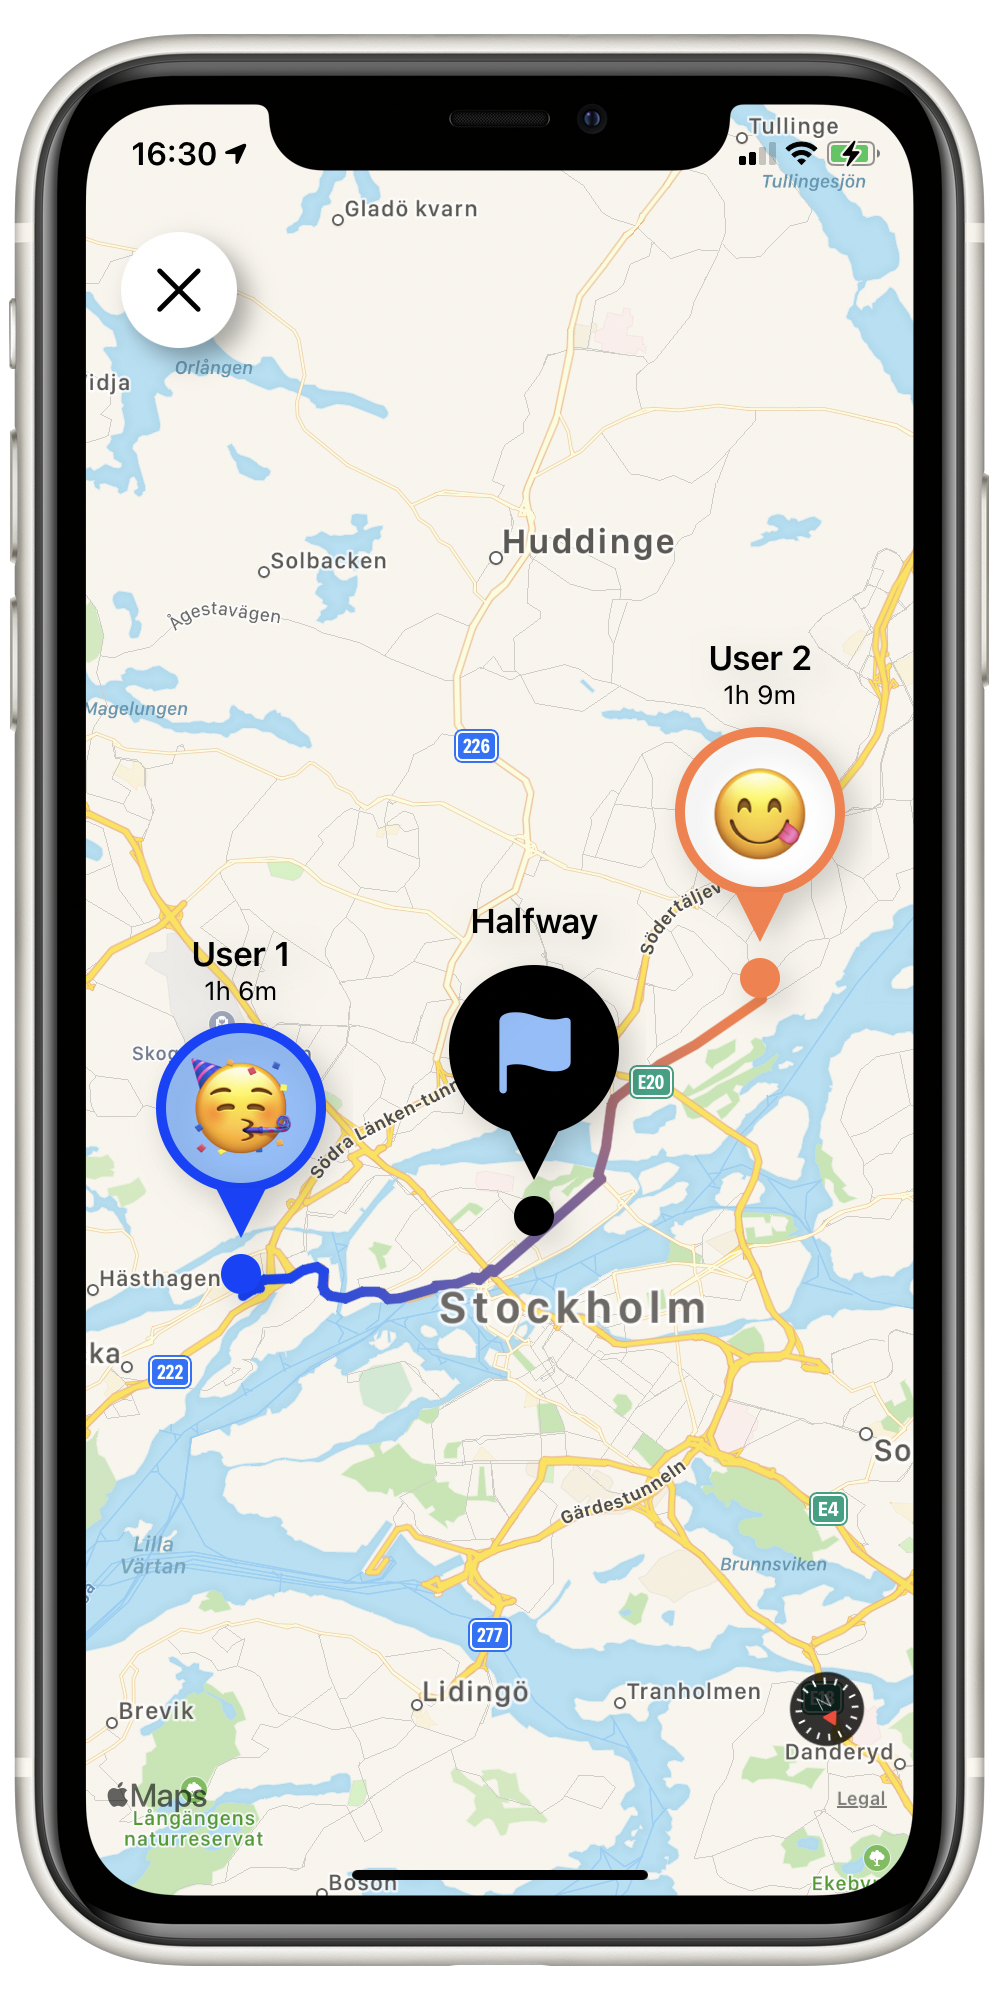 16:30
Tullinge
Tullingesjön
Gladö kvarn
Orlången
idja
Huddinge
Solbacken
Ågestavägen
User 2
1h 9m
Magelungen
226
Södertäljev
Halfway
User 1
1h 6m
Skog
E20
Södra Länken-tunn
Hästhagen
Stockholm
ka
222
So
Gärdestunneln
E4
Lilla
Värtan
Brunnsviken
277
Lidingö
Tranholmen
Brevik
Danderyd
Maps
Legal
Långängens
naturreservat
Bosön
Ekeby